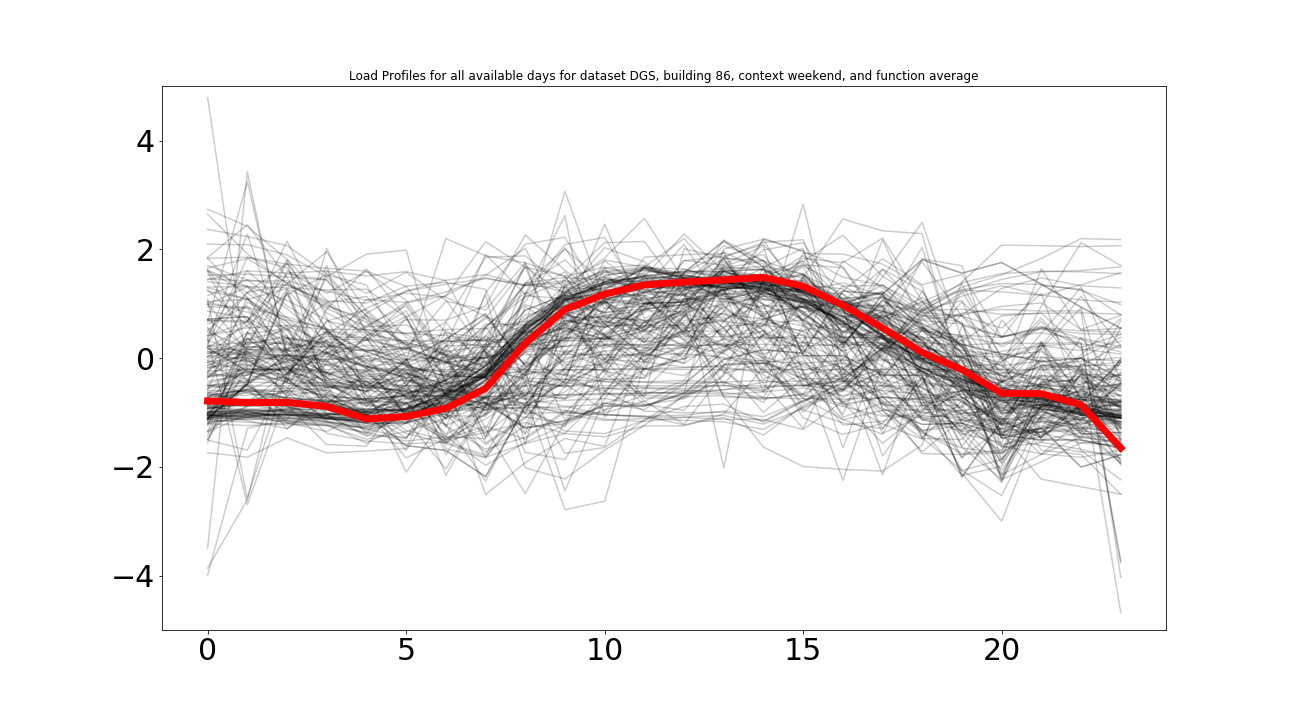 Load Profiles for all available days for dataset DGS, building 86, context weekend, and function average
4
2
0
−2
−4
0 5 10 15 20